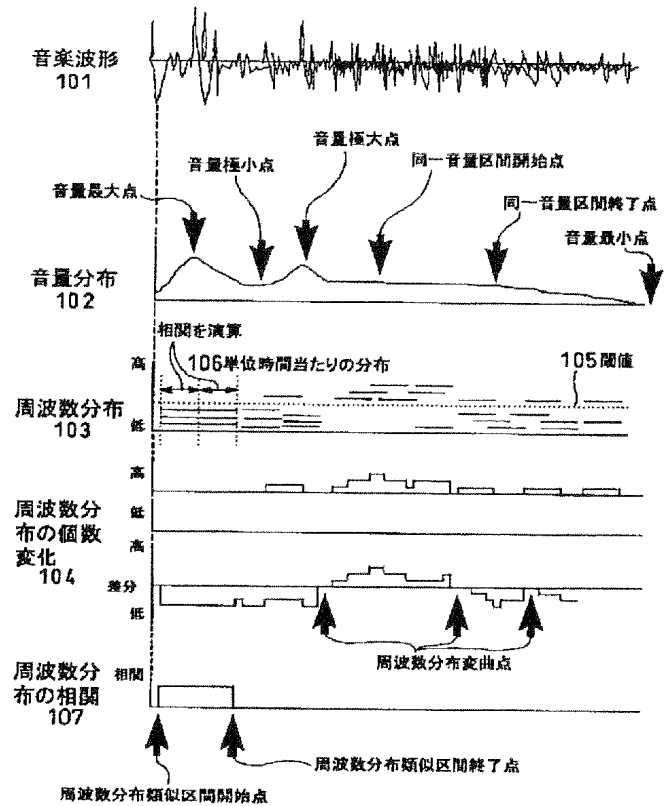 音楽波形
101
音量極大点
音量極小点
同一音量区間開始点
音量最大点
同一音量区間終了点
音量最小点
音量分布
102
相関を演算
高
106単位時間当たりの分布
105閾値
周波数分布
103
低
高
周波数分
布の個数
変化
104
低
高
差分
低
周波数分布変曲点
周波数分
布の相関
107
相関
周波数分布類似区間終了点
周波数分布類似区間開始点